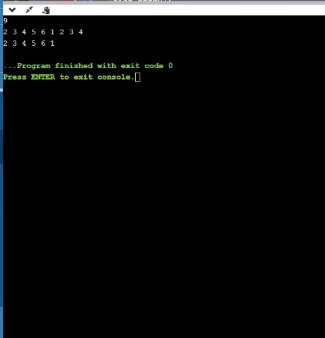 9
2 3 4 5 6 1 2 3 4
2 3 4 5 6 1
...Program finished with exit code 0
Press ENTER to exit console.